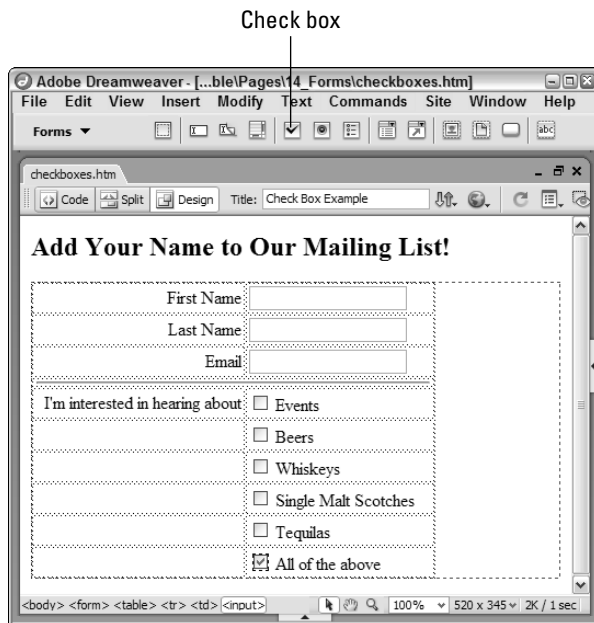 Check box
Adobe Dreamweaver - [...ble\Pages\14_Forms\checkboxes.htm]
File Edit View Insert Modify Text Commands Site Window Help
Forms
abc
checkboxes.htm
Code Split Design Title: Check Box Example
Add Your Name to Our Mailing List!
First Name
Last Name
Email
I'm interested in hearing about Events
Beers
Whiskeys
Single Malt Scotches
Tequilas
All of the above
<body> <form> <table> <tr> <td> <input> 100% 520 x 345 2K / 1 sec